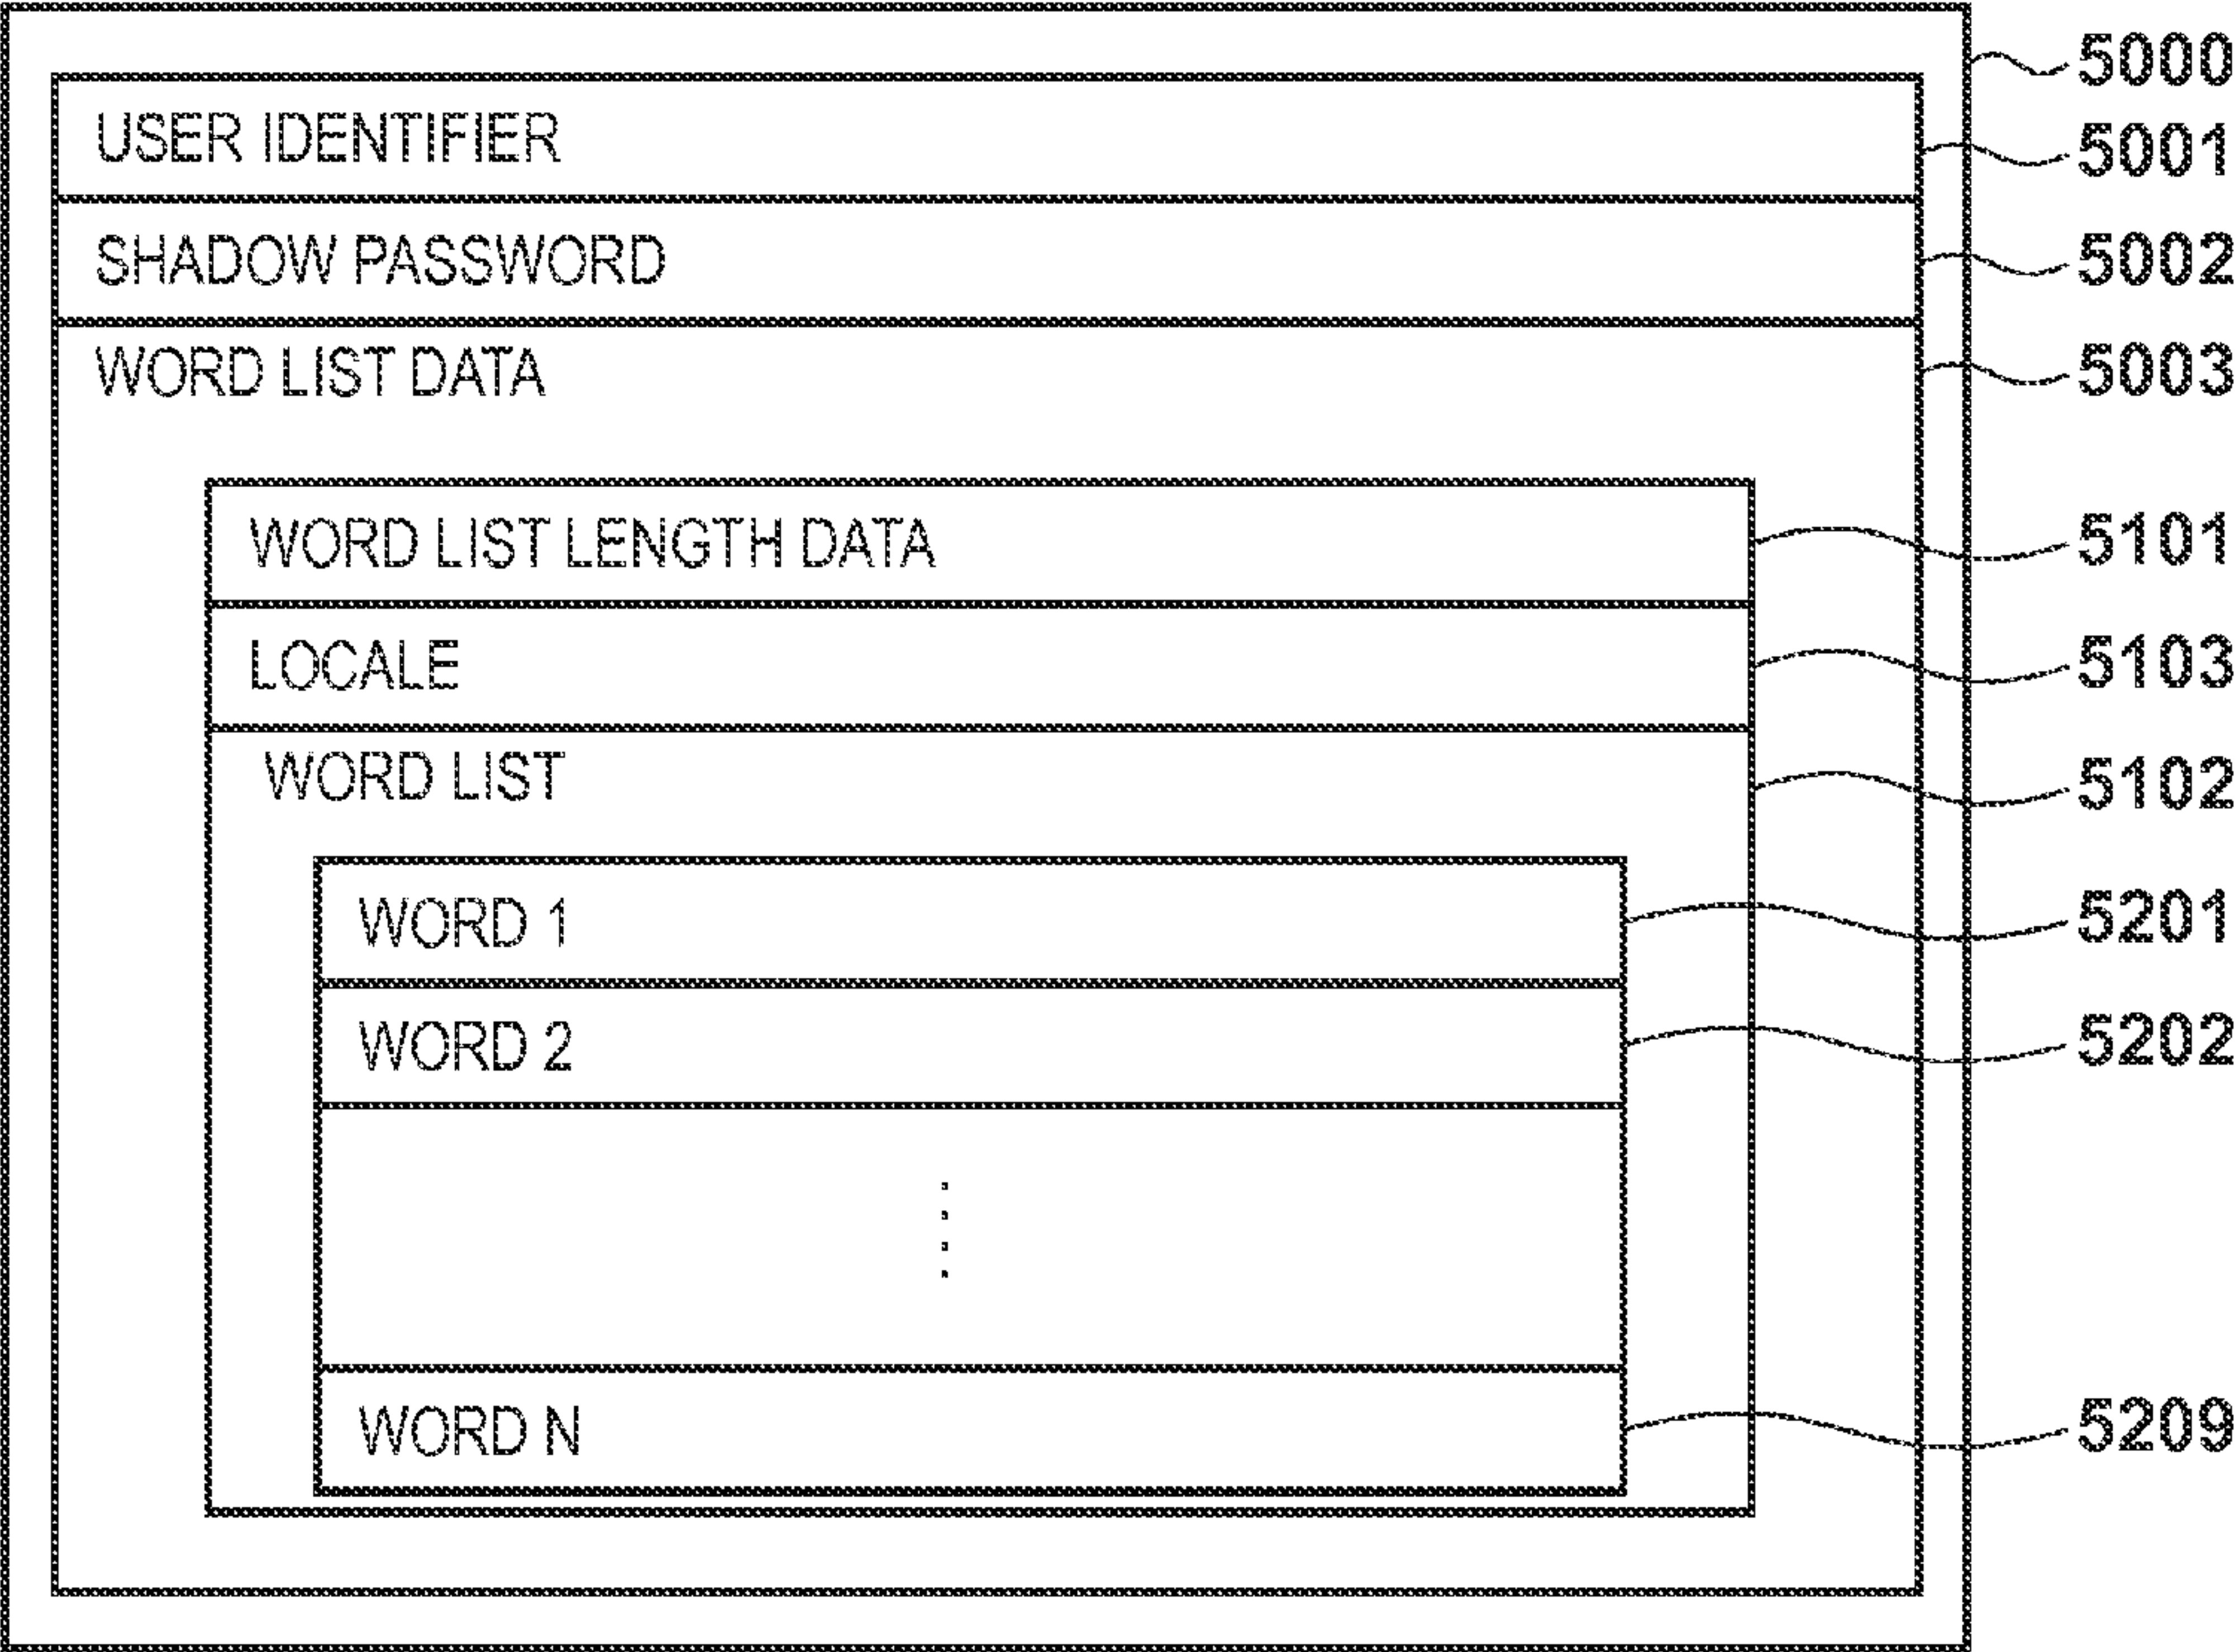 5000
USER IDENTIFIER 5001
SHADOW PASSWORD 5002
WORD LIST DATA 5003
WORD LIST LENGTH DATA 5101
LOCALE 5103
WORD LIST 5102
WORD 1 5201
WORD 2 5202
WORD N 5209